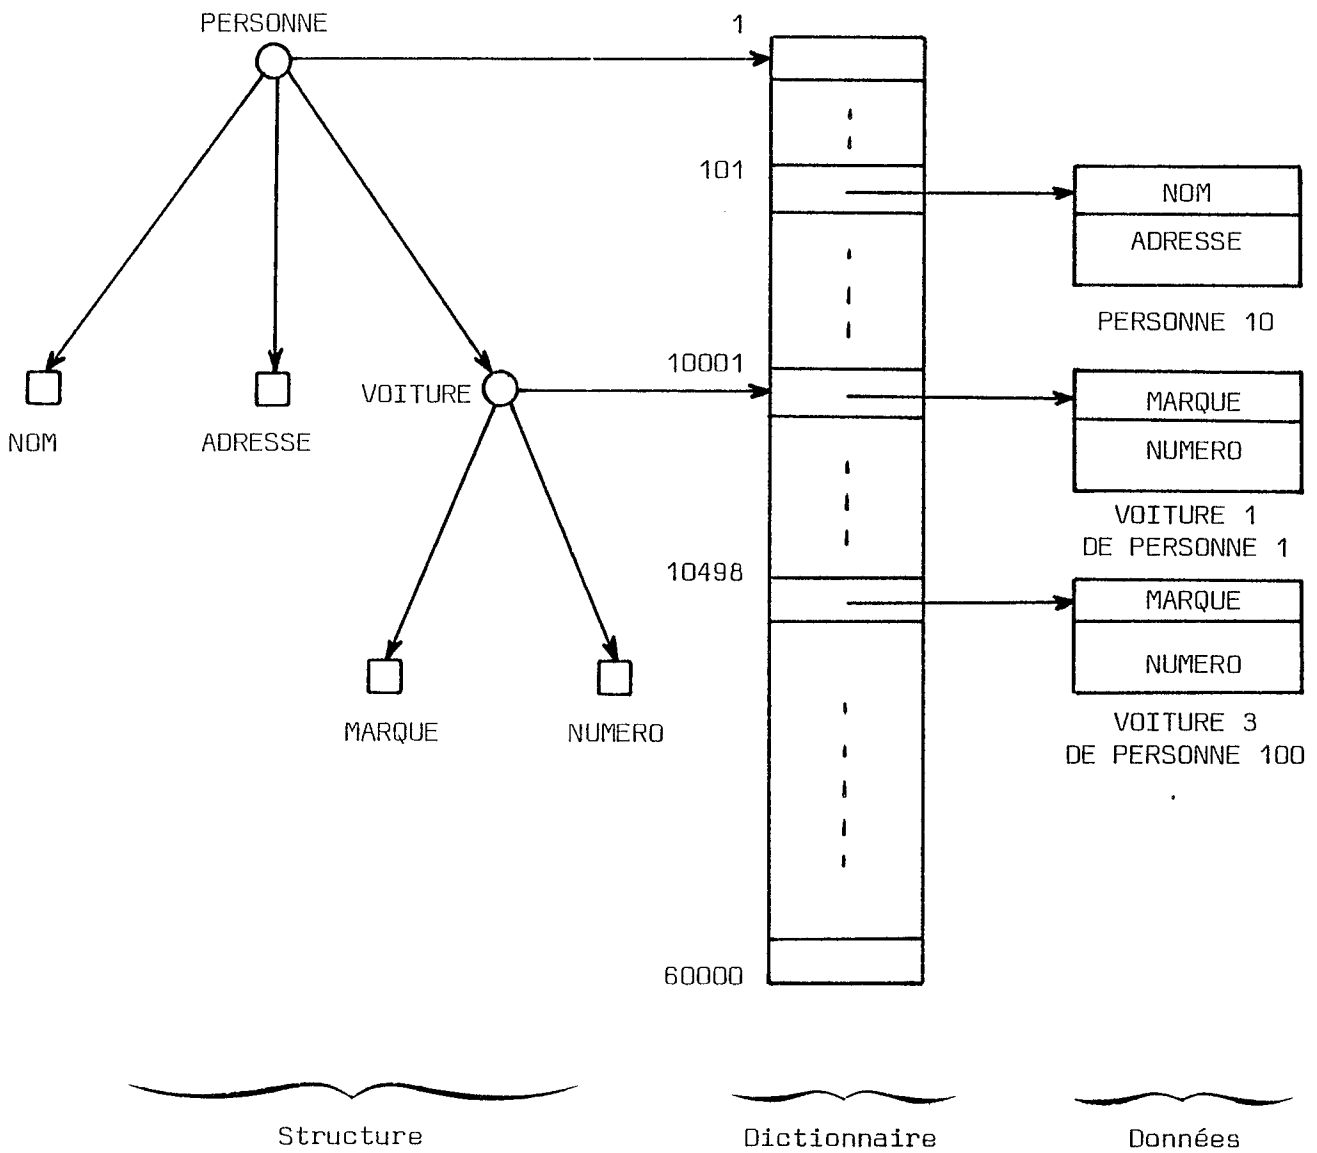 PERSONNE
1
101
NOM
ADRESSE
PERSONNE 10
10001
VOITURE
MARQUE
NUMERO
NOM
ADRESSE
VOITURE 1
DE PERSONNE 1
10498
MARQUE
NUMERO
MARQUE
NUMERO
VOITURE 3
DE PERSONNE 100
60000
Structure
Dictionnaire
Données